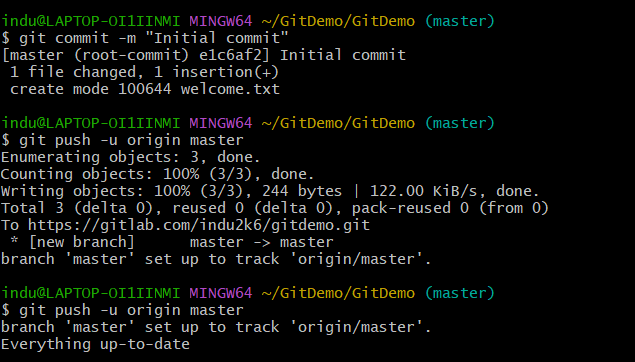 indu@LAPTOP-OI1IINMI MINGW64 ~/GitDemo/GitDemo (master)
$ git commit -m "Initial commit"
[master (root-commit) e1c6af2] Initial commit
 1 file changed, 1 insertion(+)
 create mode 100644 welcome.txt

indu@LAPTOP-OI1IINMI MINGW64 ~/GitDemo/GitDemo (master)
$ git push -u origin master
Enumerating objects: 3, done.
Counting objects: 100% (3/3), done.
Writing objects: 100% (3/3), 244 bytes | 122.00 KiB/s, done.
Total 3 (delta 0), reused 0 (delta 0), pack-reused 0 (from 0)
To https://gitlab.com/indu2k6/gitdemo.git
 * [new branch]      master -> master
branch 'master' set up to track 'origin/master'.

indu@LAPTOP-OI1IINMI MINGW64 ~/GitDemo/GitDemo (master)
$ git push -u origin master
branch 'master' set up to track 'origin/master'.
Everything up-to-date